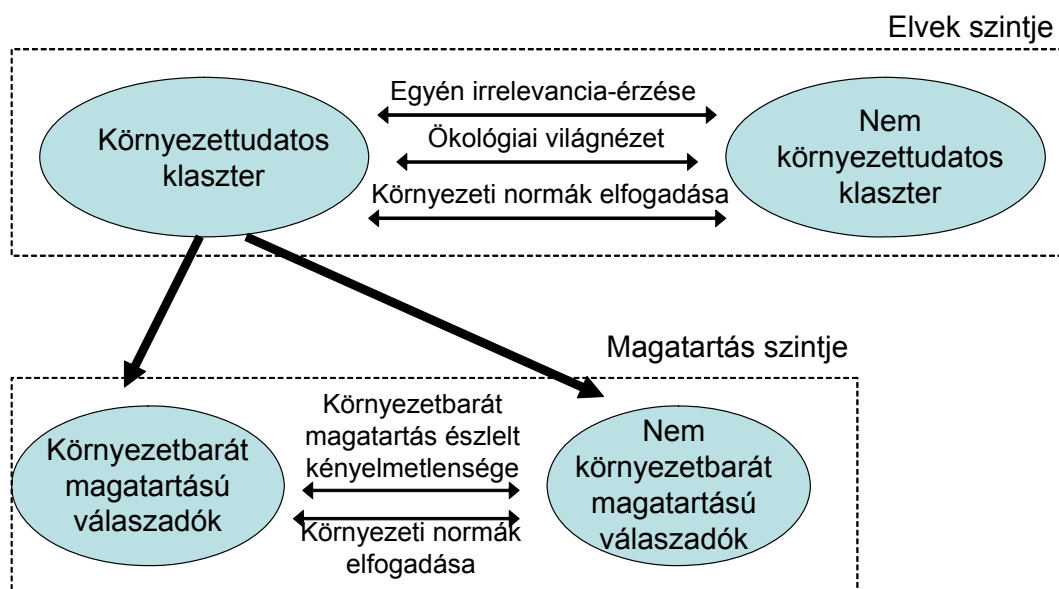 Elvek szintje
Környezettudatos
klaszter
Egyén irrelevancia-érzése
Ökológiai világnézet
Környezeti normák elfogadása
Nem
környezettudatos
klaszter
Magatartás szintje
Környezetbarát
magatartású
válaszadók
Környezetbarát
magatartás észlelt
kényelmetlensége
Környezeti normák
elfogadása
Nem
környezetbarát
magatartású
válaszadók